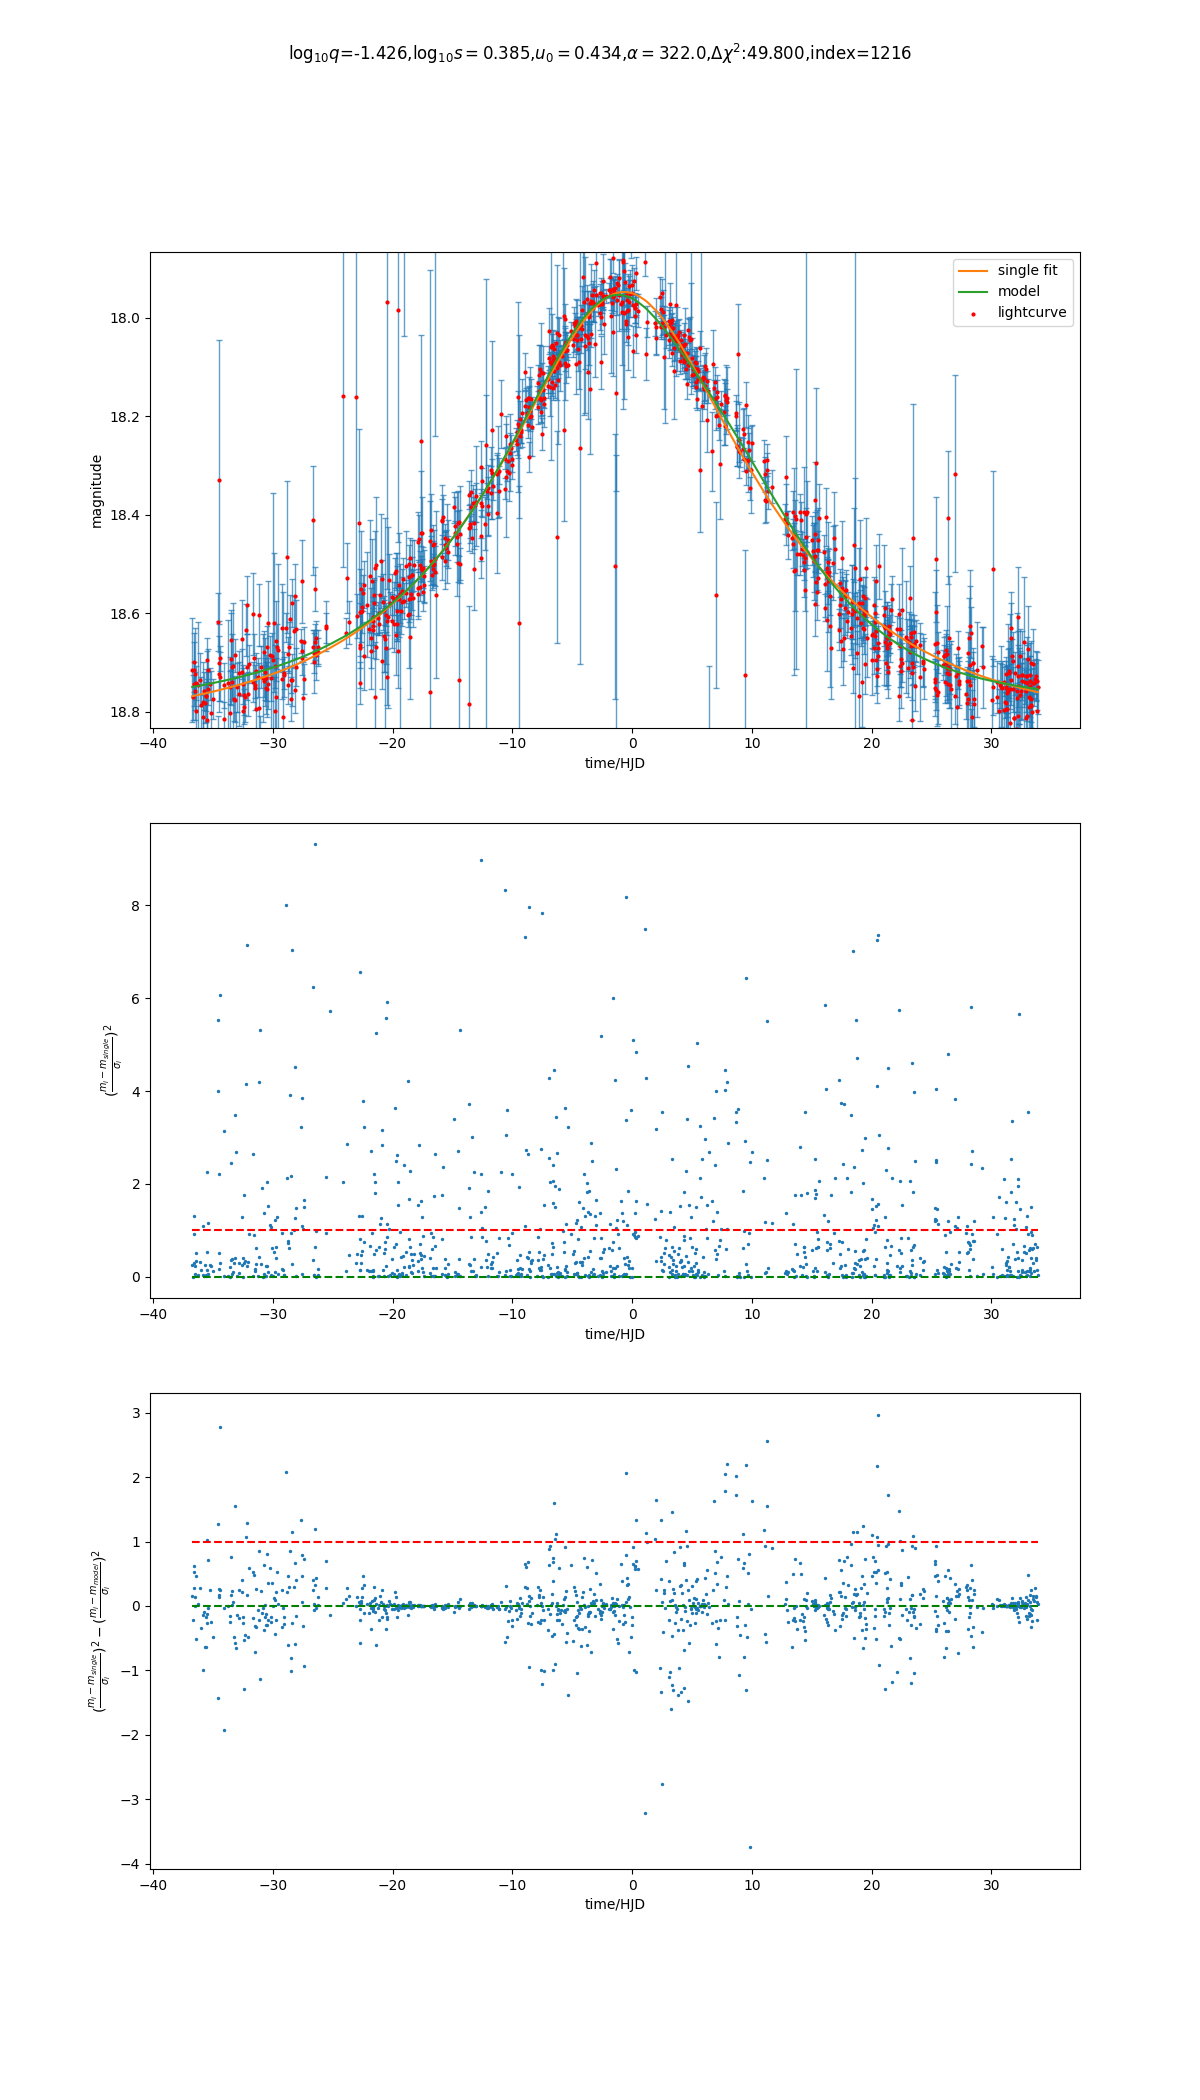 log₁₀q=-1.426,log₁₀s = 0.385,u₀ = 0.434,α = 322.0,Δχ²:49.800,index=1216
single fit
model
lightcurve
magnitude
18.0
18.2
18.4
18.6
18.8
−40 −30 −20 −10 0 10 20 30
time/HJD
(mᵢ − m_single / σᵢ)²
8
6
4
2
0
−40 −30 −20 −10 0 10 20 30
time/HJD
(mᵢ − m_single / σᵢ)² − (mᵢ − m_model / σᵢ)²
3
2
1
0
−1
−2
−3
−4
−40 −30 −20 −10 0 10 20 30
time/HJD